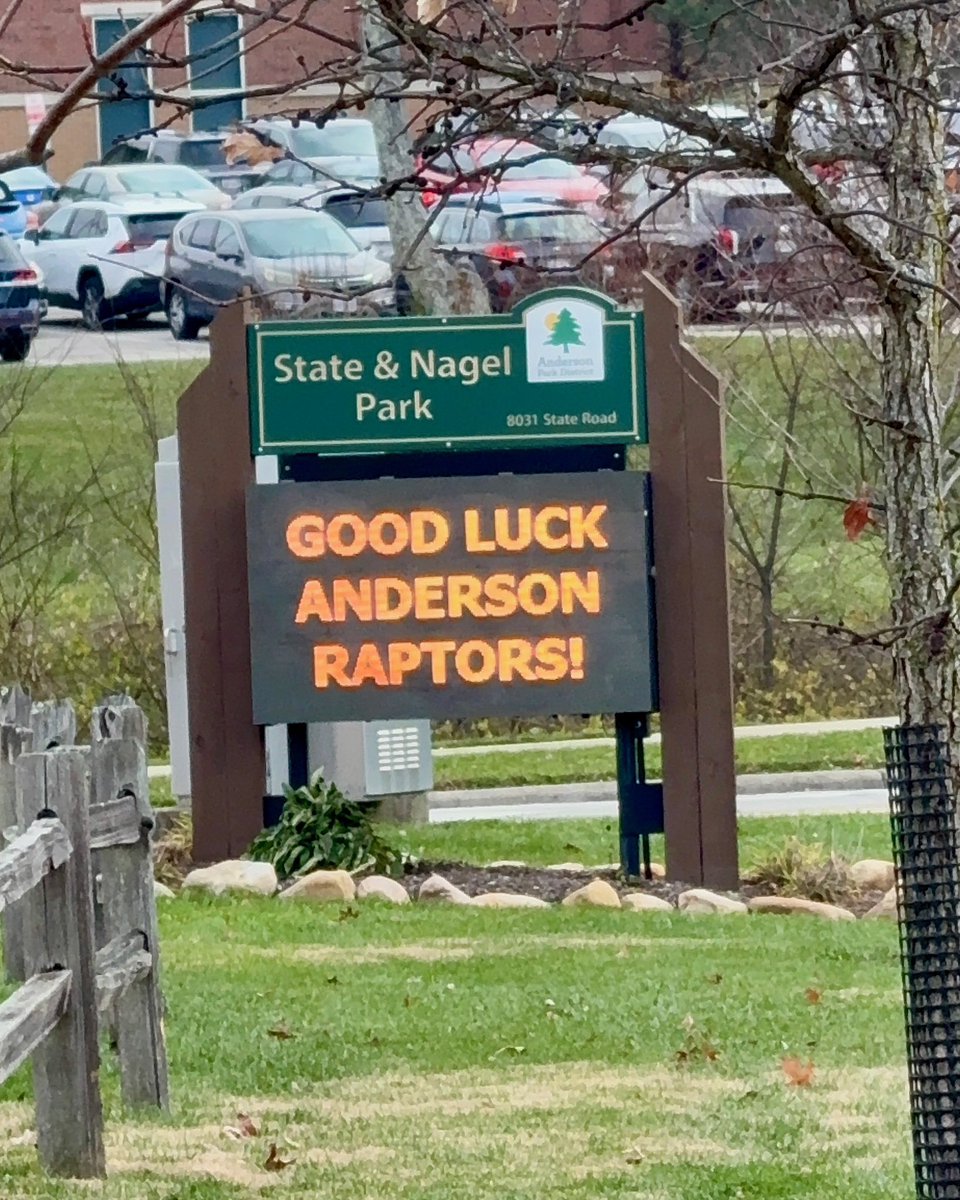 State & Nagel
Park
8031 State Road
Anderson
Park District
GOOD LUCK
ANDERSON
RAPTORS!